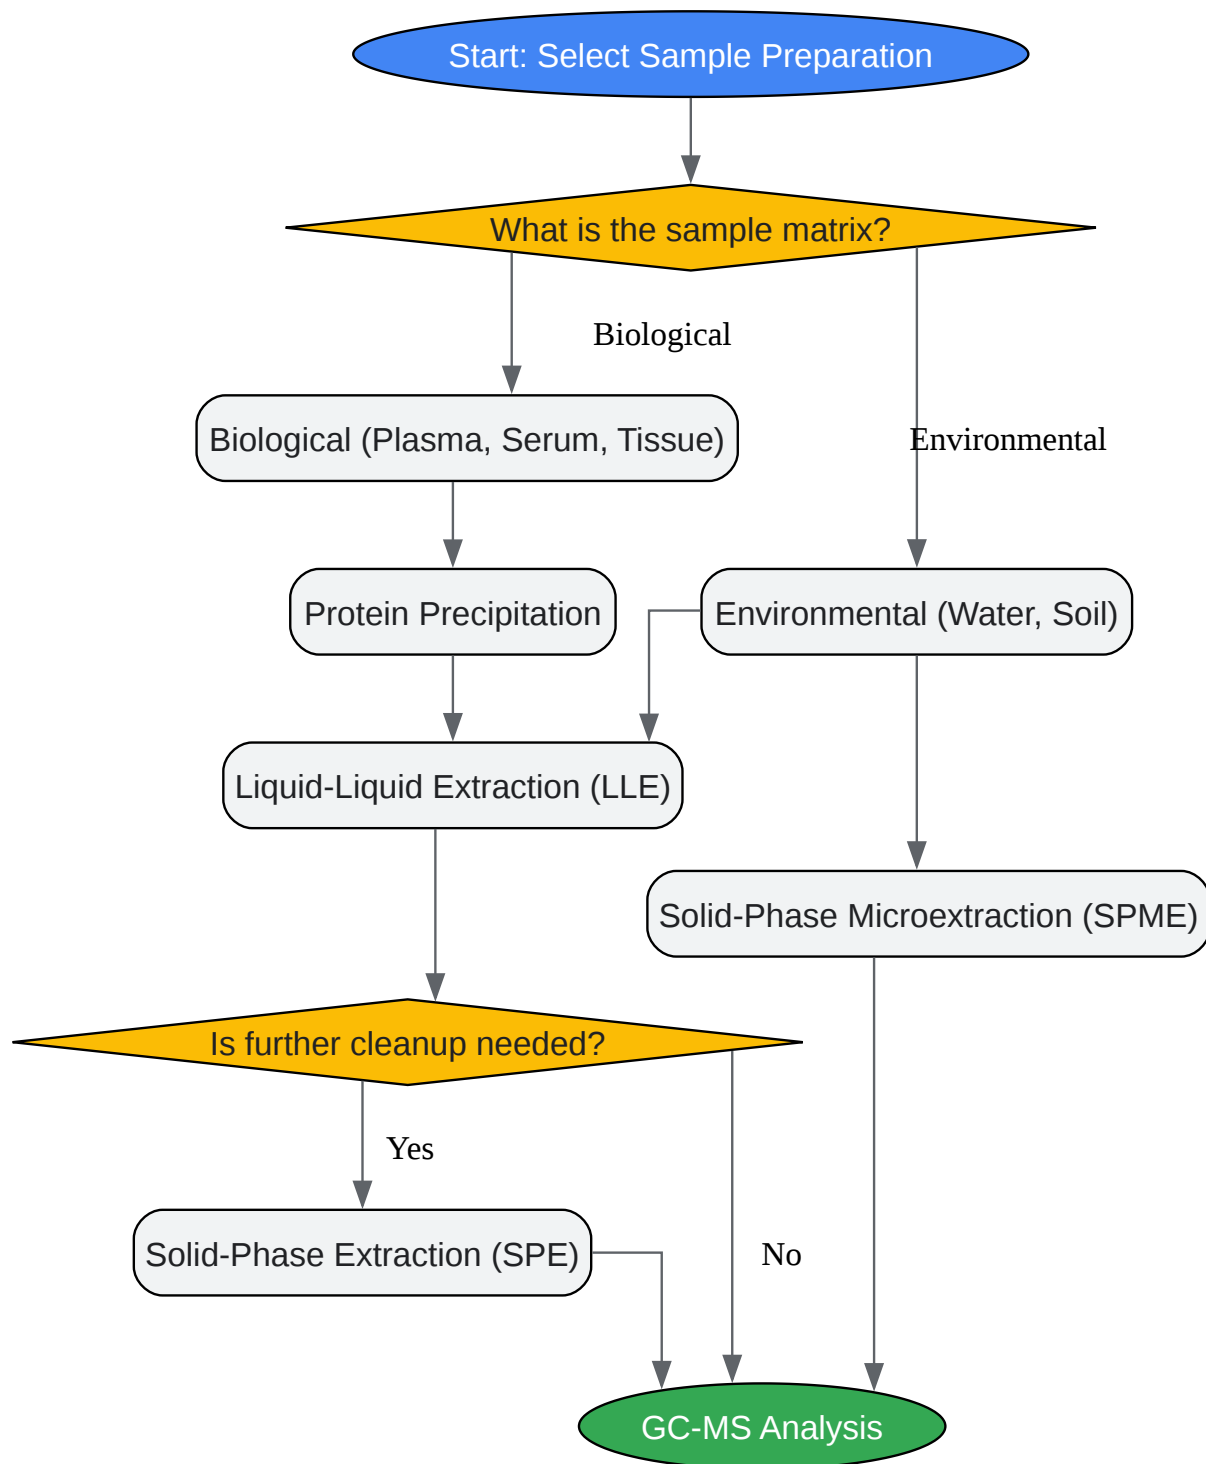 Start: Select Sample Preparation
What is the sample matrix?
Biological
Biological (Plasma, Serum, Tissue)
Environmental
Protein Precipitation
Environmental (Water, Soil)
Liquid-Liquid Extraction (LLE)
Solid-Phase Microextraction (SPME)
Is further cleanup needed?
Yes
Solid-Phase Extraction (SPE)
No
GC-MS Analysis